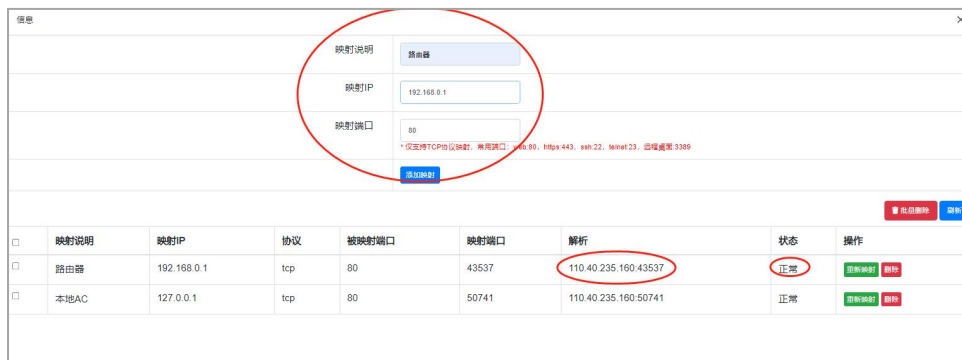 信息 ×
映射说明 路由器
映射IP 192.168.0.1
映射端口 80
* 仅支持TCP协议映射, 常用端口: web:80, https:443, ssh:22, telnet:23, 远程桌面:3389
添加映射
批量删除 刷新
映射说明 映射IP 协议 被映射端口 映射端口 解析 状态 操作
路由器 192.168.0.1 tcp 80 43537 110.40.235.160:43537 正常 重新映射 删除
本地AC 127.0.0.1 tcp 80 50741 110.40.235.160:50741 正常 重新映射 删除